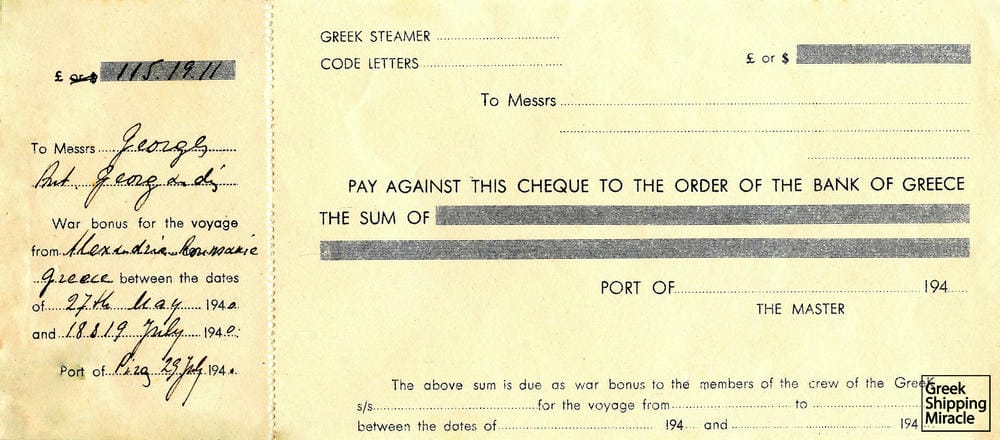 £ or $ 115.19.11
To Messrs Georges
Ant. Georgandis
War bonus for the voyage
from Alexandria Roumanie
Greece between the dates
of 27th May 1940
and 18 & 19 July 1940
Port of 29 July 1940
GREEK STEAMER
CODE LETTERS
£ or $
To Messrs
PAY AGAINST THIS CHEQUE TO THE ORDER OF THE BANK OF GREECE
THE SUM OF
PORT OF 194
THE MASTER
The above sum is due as war bonus to the members of the crew of the Greek
s/s for the voyage from to
between the dates of 194 and 194
Greek
Shipping
Miracle